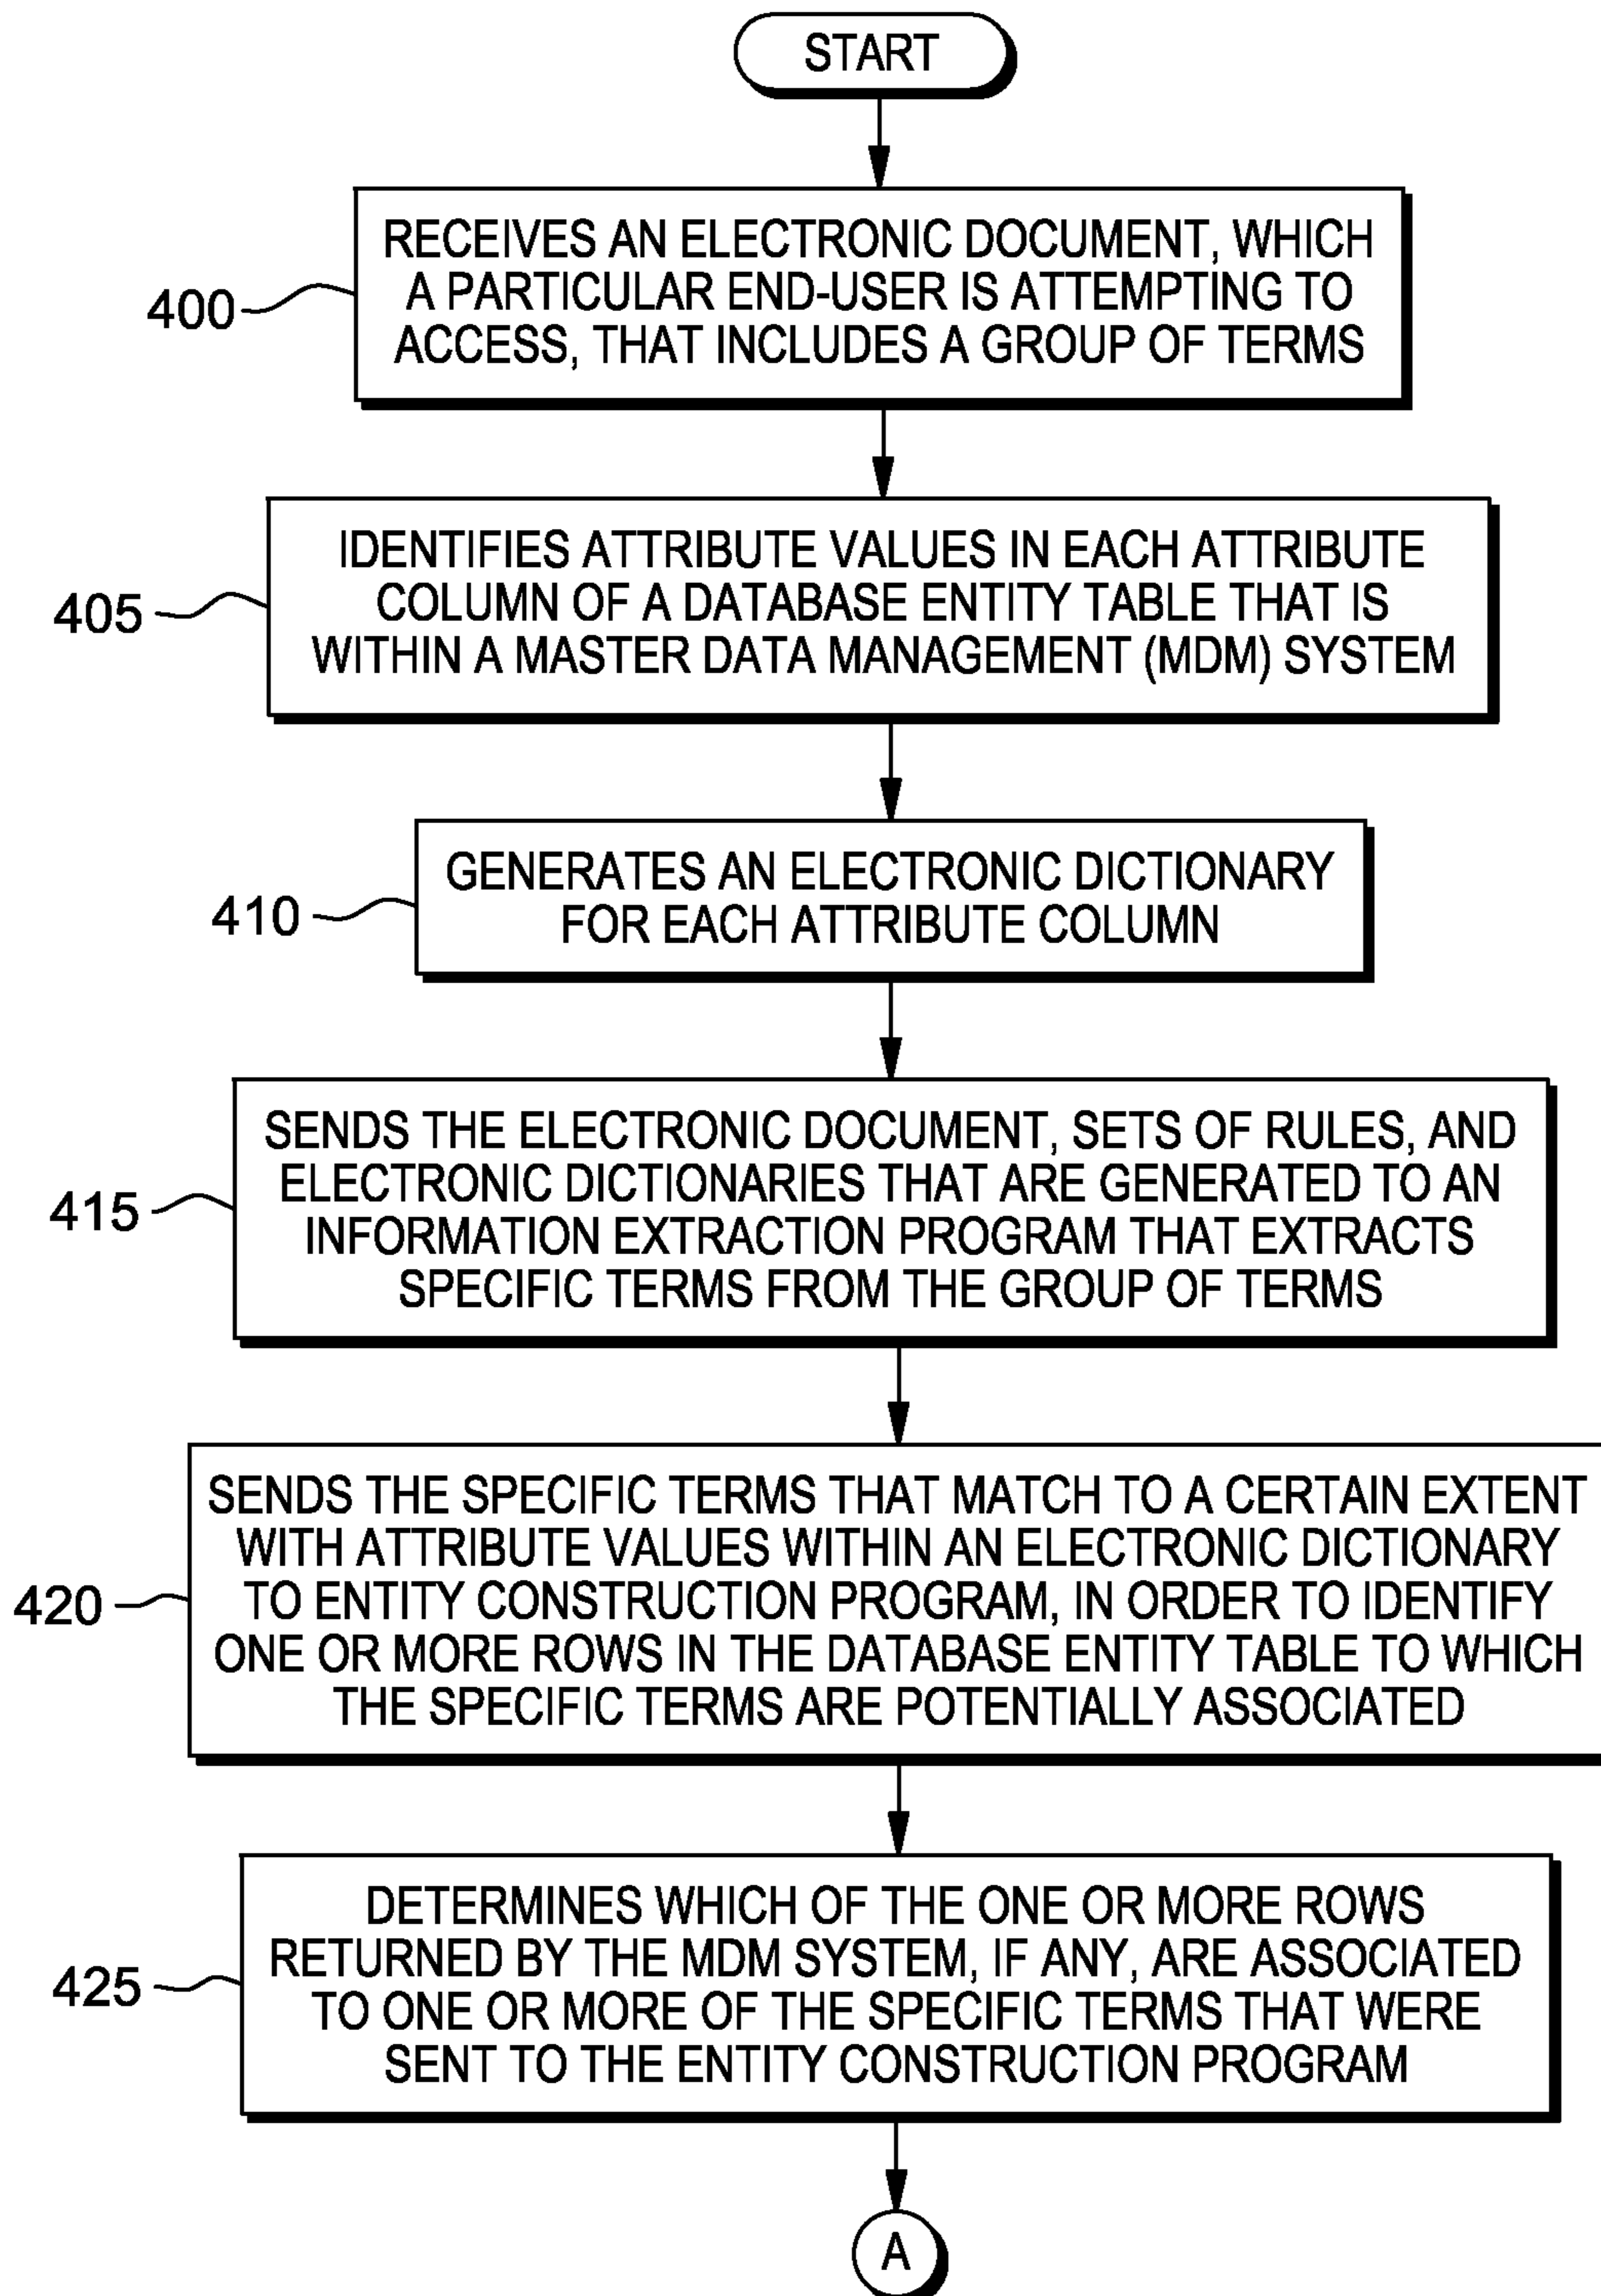 START
RECEIVES AN ELECTRONIC DOCUMENT, WHICH
A PARTICULAR END-USER IS ATTEMPTING TO
ACCESS, THAT INCLUDES A GROUP OF TERMS
400
IDENTIFIES ATTRIBUTE VALUES IN EACH ATTRIBUTE
COLUMN OF A DATABASE ENTITY TABLE THAT IS
WITHIN A MASTER DATA MANAGEMENT (MDM) SYSTEM
405
GENERATES AN ELECTRONIC DICTIONARY
FOR EACH ATTRIBUTE COLUMN
410
SENDS THE ELECTRONIC DOCUMENT, SETS OF RULES, AND
ELECTRONIC DICTIONARIES THAT ARE GENERATED TO AN
INFORMATION EXTRACTION PROGRAM THAT EXTRACTS
SPECIFIC TERMS FROM THE GROUP OF TERMS
415
SENDS THE SPECIFIC TERMS THAT MATCH TO A CERTAIN EXTENT
WITH ATTRIBUTE VALUES WITHIN AN ELECTRONIC DICTIONARY
TO ENTITY CONSTRUCTION PROGRAM, IN ORDER TO IDENTIFY
ONE OR MORE ROWS IN THE DATABASE ENTITY TABLE TO WHICH
THE SPECIFIC TERMS ARE POTENTIALLY ASSOCIATED
420
DETERMINES WHICH OF THE ONE OR MORE ROWS
RETURNED BY THE MDM SYSTEM, IF ANY, ARE ASSOCIATED
TO ONE OR MORE OF THE SPECIFIC TERMS THAT WERE
SENT TO THE ENTITY CONSTRUCTION PROGRAM
425
A